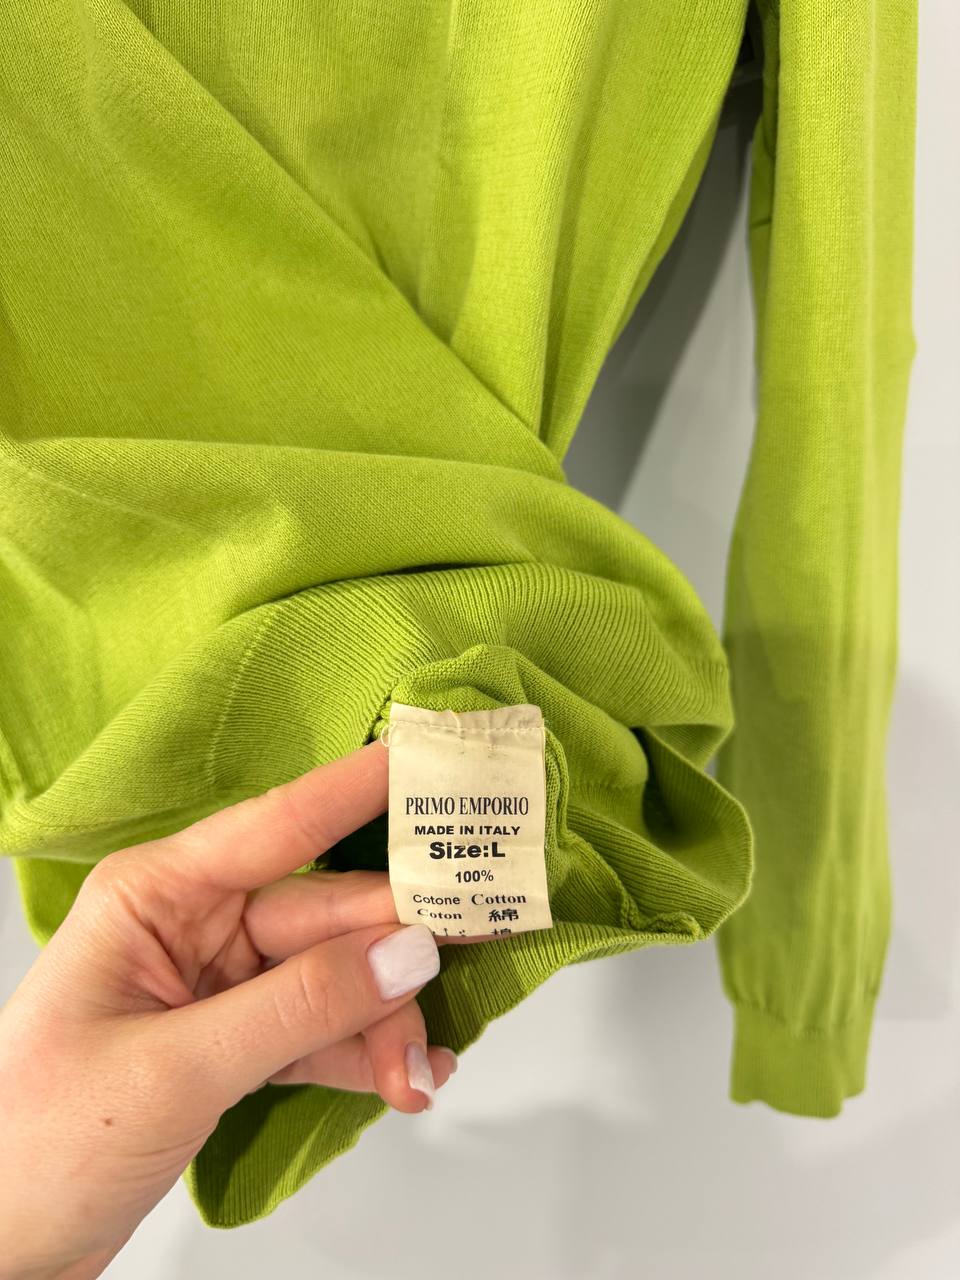 PRIMO EMPORIO
MADE IN ITALY
Size:L
100%
Cotone Cotton
Coton 綿